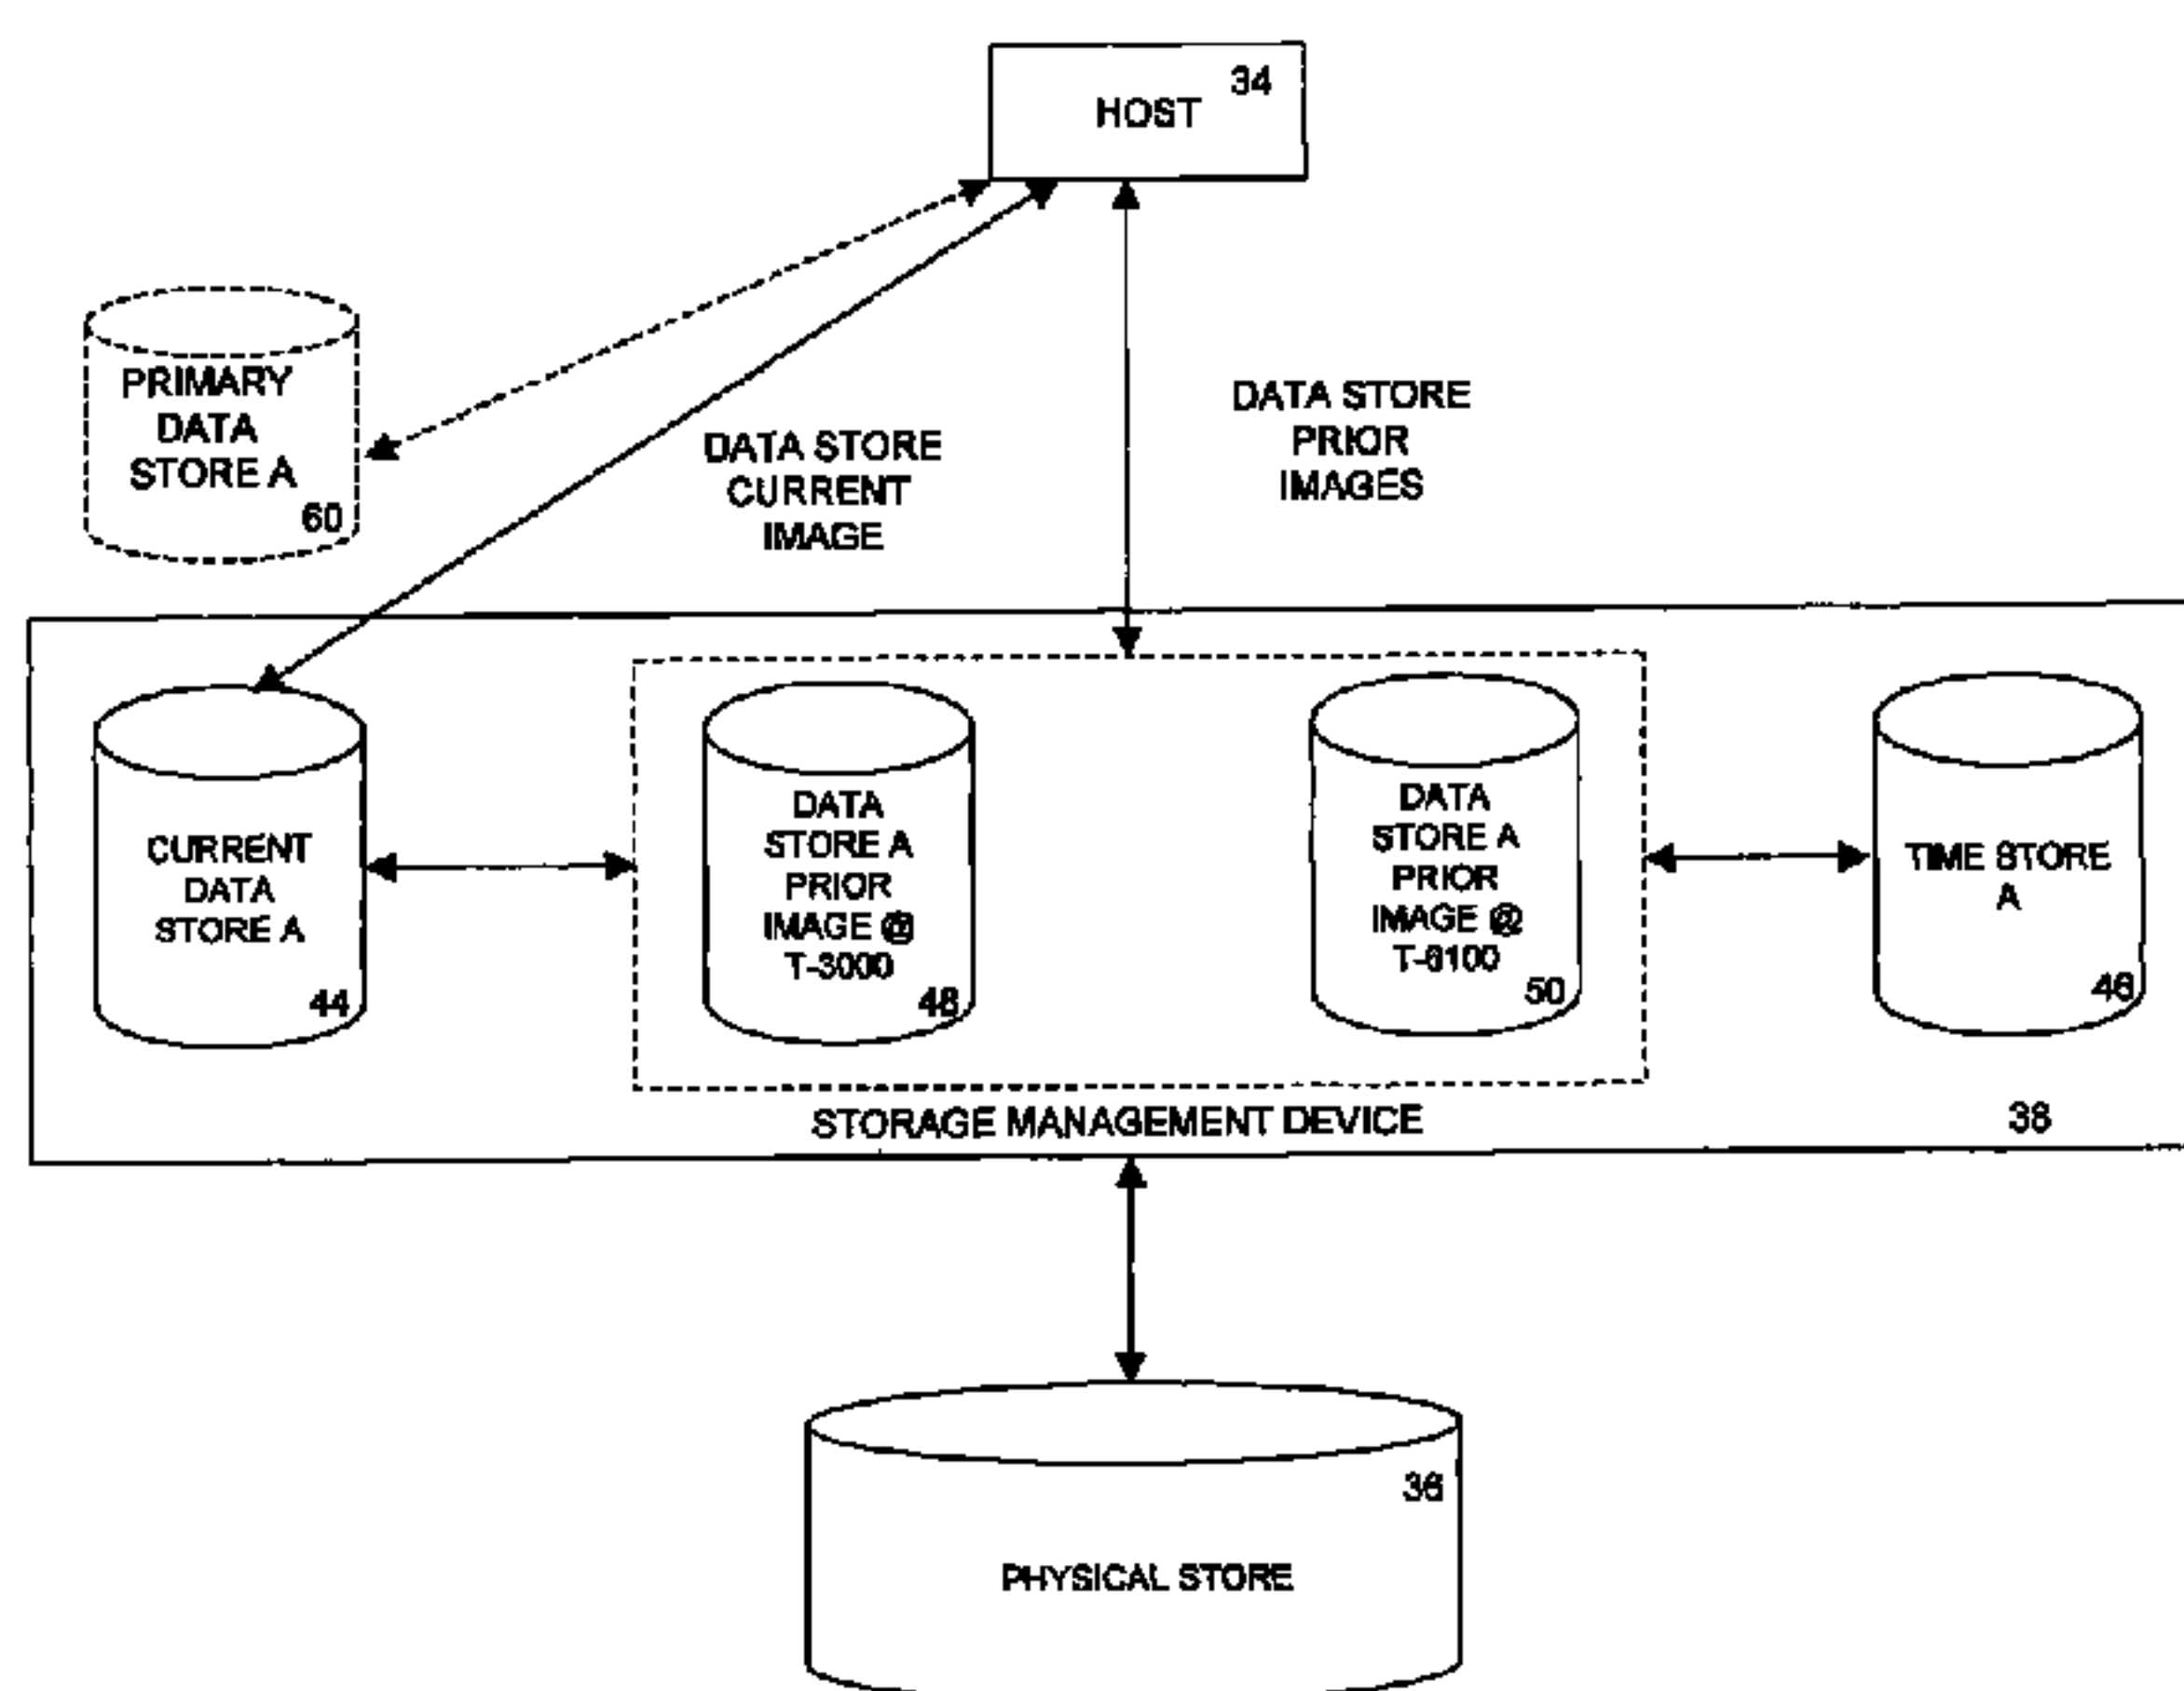 34
HOST
PRIMARY
DATA
STORE A
60
DATA STORE
CURRENT
IMAGE
DATA STORE
PRIOR
IMAGES
CURRENT
DATA
STORE A
44
DATA
STORE A
PRIOR
IMAGE @
T-3000
48
DATA
STORE A
PRIOR
IMAGE @
T-6100
50
TIME STORE
A
46
STORAGE MANAGEMENT DEVICE
38
36
PHYSICAL STORE